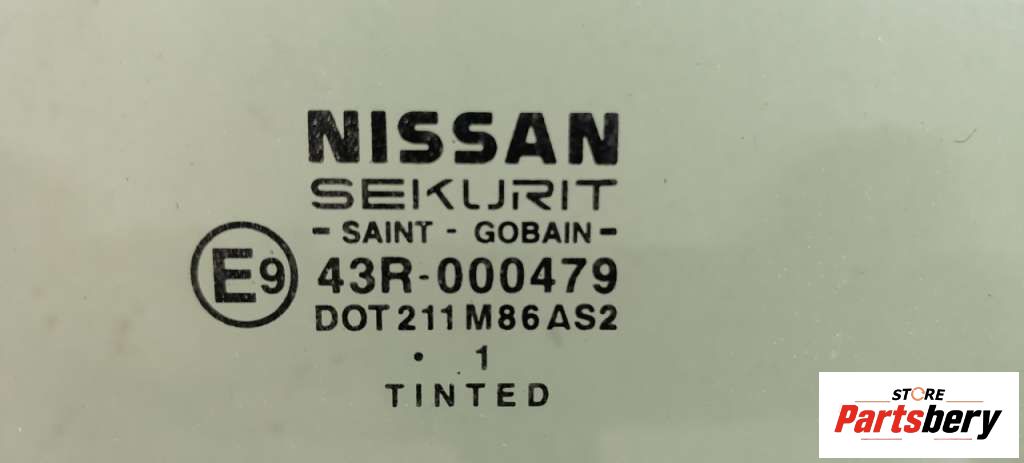 NISSAN
SEKURIT
- SAINT - GOBAIN -
E9 43R-000479
DOT 211 M86 AS2
. 1
TINTED
STORE
Partsbery